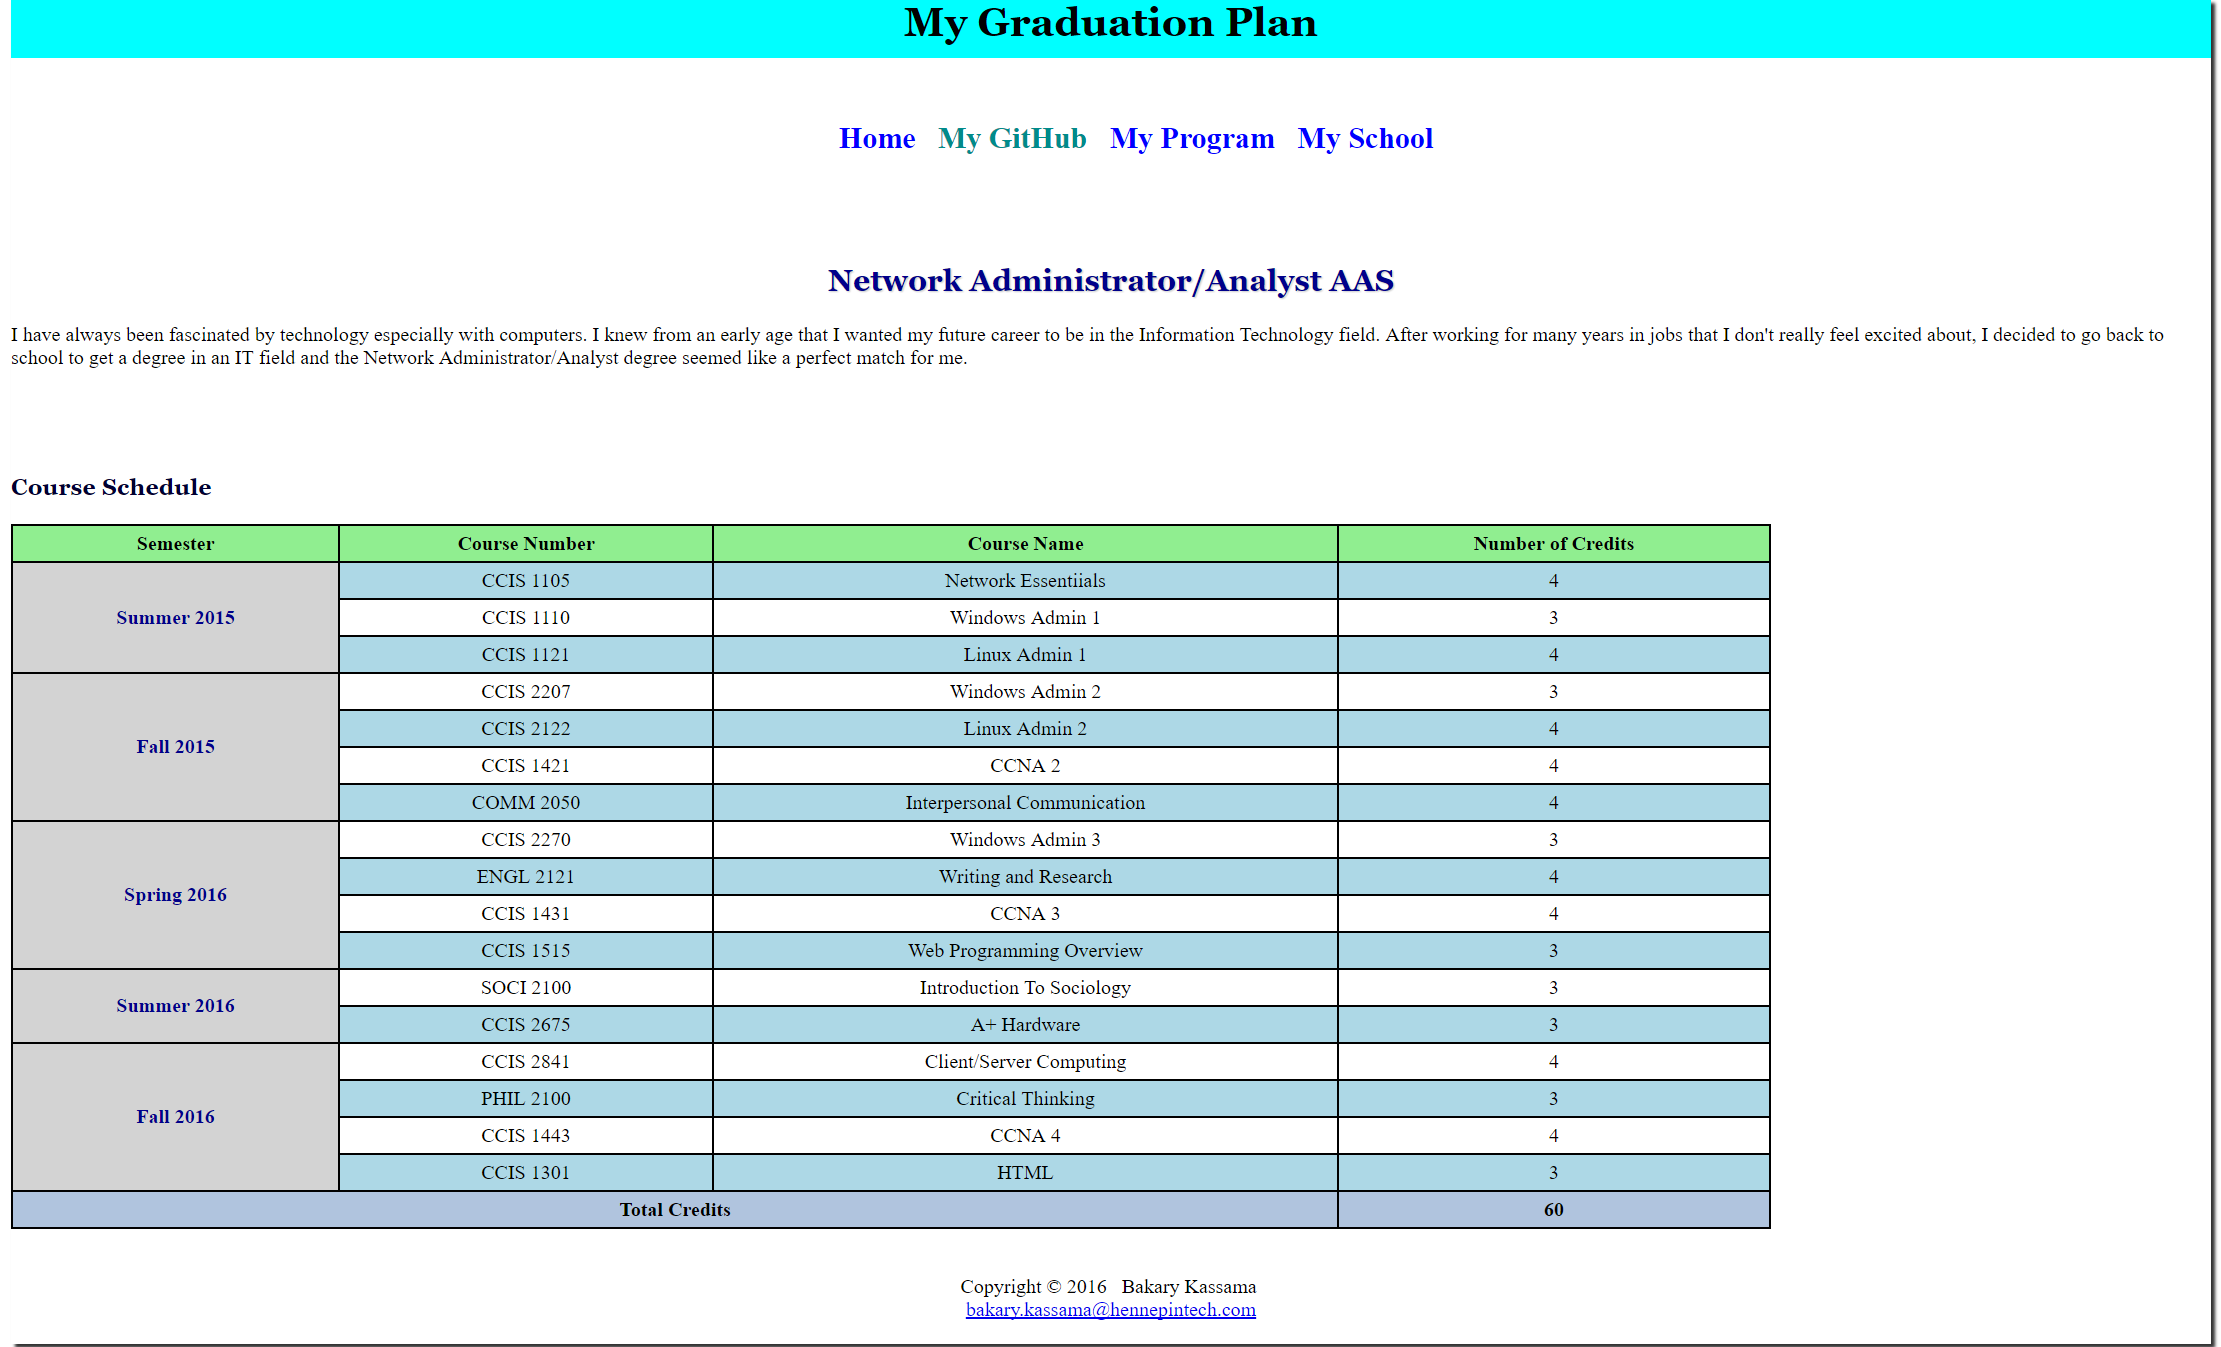 My Graduation Plan
Home My GitHub My Program My School
Network Administrator/Analyst AAS
I have always been fascinated by technology especially with computers. I knew from an early age that I wanted my future career to be in the Information Technology field. After working for many years in jobs that I don't really feel excited about, I decided to go back to
school to get a degree in an IT field and the Network Administrator/Analyst degree seemed like a perfect match for me.
Course Schedule
Semester Course Number Course Name Number of Credits
Summer 2015 CCIS 1105 Network Essentiials 4
CCIS 1110 Windows Admin 1 3
CCIS 1121 Linux Admin 1 4
Fall 2015 CCIS 2207 Windows Admin 2 3
CCIS 2122 Linux Admin 2 4
CCIS 1421 CCNA 2 4
COMM 2050 Interpersonal Communication 4
Spring 2016 CCIS 2270 Windows Admin 3 3
ENGL 2121 Writing and Research 4
CCIS 1431 CCNA 3 4
CCIS 1515 Web Programming Overview 3
Summer 2016 SOCI 2100 Introduction To Sociology 3
CCIS 2675 A+ Hardware 3
Fall 2016 CCIS 2841 Client/Server Computing 4
PHIL 2100 Critical Thinking 3
CCIS 1443 CCNA 4 4
CCIS 1301 HTML 3
Total Credits 60
Copyright © 2016 Bakary Kassama
bakary.kassama@hennepintech.com